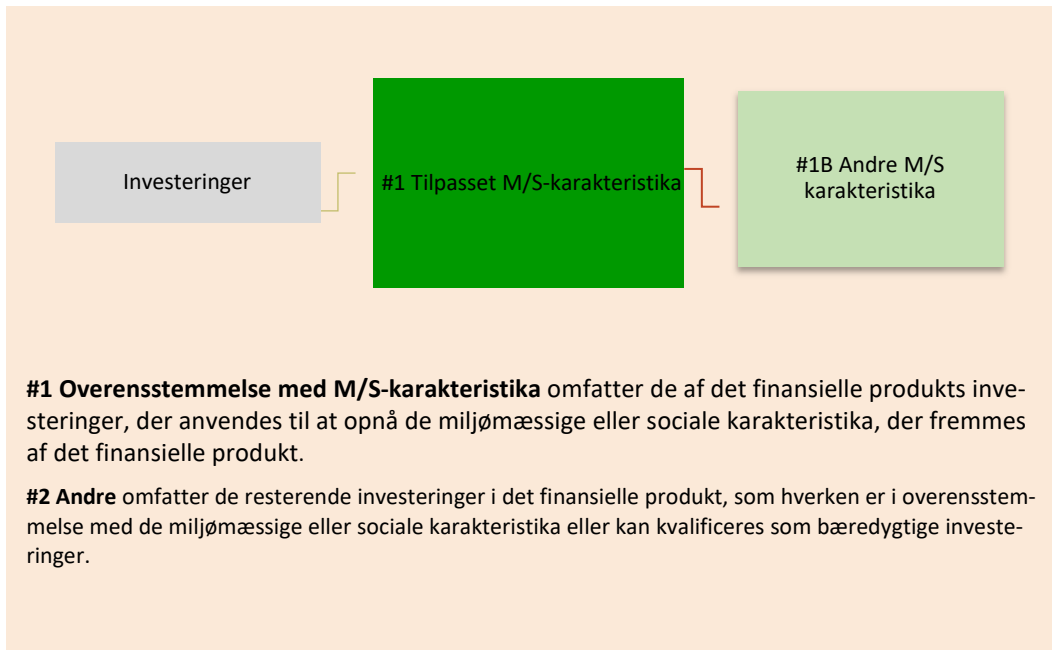 Investeringer
#1 Tilpasset M/S-karakteristika
#1B Andre M/S
karakteristika
#1 Overensstemmelse med M/S-karakteristika omfatter de af det finansielle produkts inve-
steringer, der anvendes til at opnå de miljømæssige eller sociale karakteristika, der fremmes
af det finansielle produkt.
#2 Andre omfatter de resterende investeringer i det finansielle produkt, som hverken er i overensstem-
melse med de miljømæssige eller sociale karakteristika eller kan kvalificeres som bæredygtige investe-
ringer.